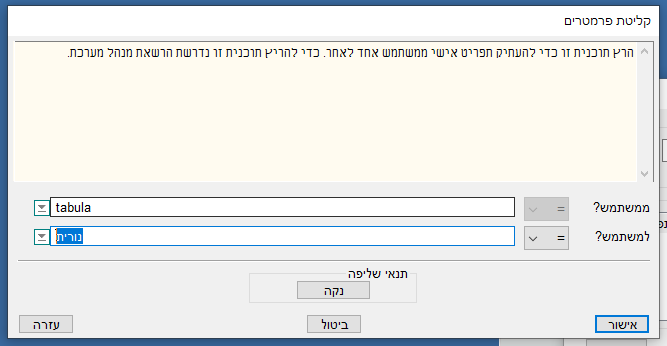 קליטת פרמטרים
הרץ תוכנית זו כדי להעתיק תפריט אישי ממשתמש אחד לאחר. כדי להריץ תוכנית זו נדרשת הרשאת מנהל מערכת.
ממשתמש? = tabula
למשתמש? = נורית
תנאי שליפה
נקה
אישור ביטול עזרה